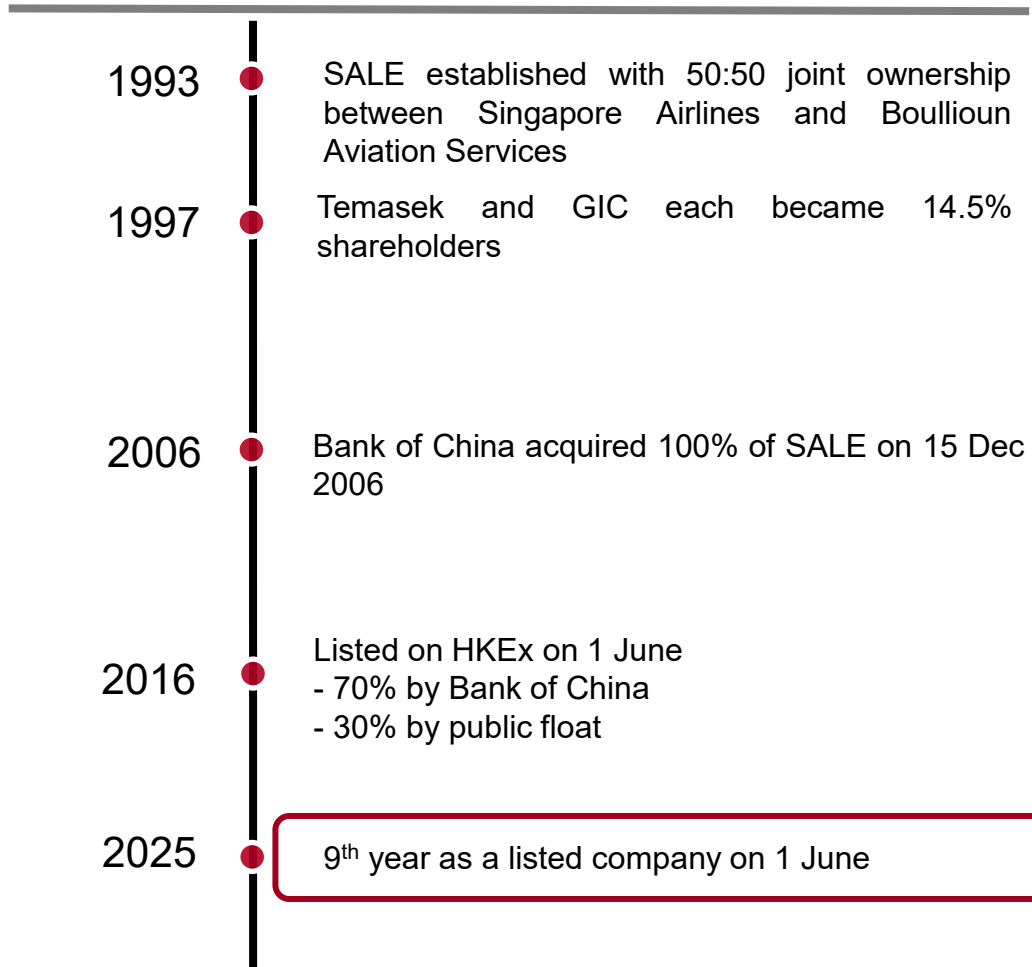 1993
SALE established with 50:50 joint ownership
between Singapore Airlines and Boullioun
Aviation Services
1997
Temasek and GIC each became 14.5%
shareholders
2006
Bank of China acquired 100% of SALE on 15 Dec
2006
2016
Listed on HKEx on 1 June
- 70% by Bank of China
- 30% by public float
2025
9th year as a listed company on 1 June